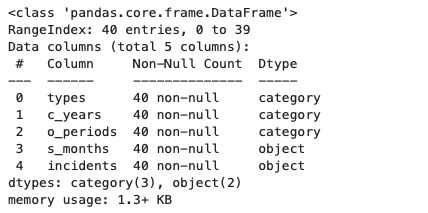 <class 'pandas.core.frame.DataFrame'>
RangeIndex: 40 entries, 0 to 39
Data columns (total 5 columns):
 #   Column     Non-Null Count  Dtype
---  ------     --------------  -----
 0   types      40 non-null     category
 1   c_years    40 non-null     category
 2   o_periods  40 non-null     category
 3   s_months   40 non-null     object
 4   incidents  40 non-null     object
dtypes: category(3), object(2)
memory usage: 1.3+ KB